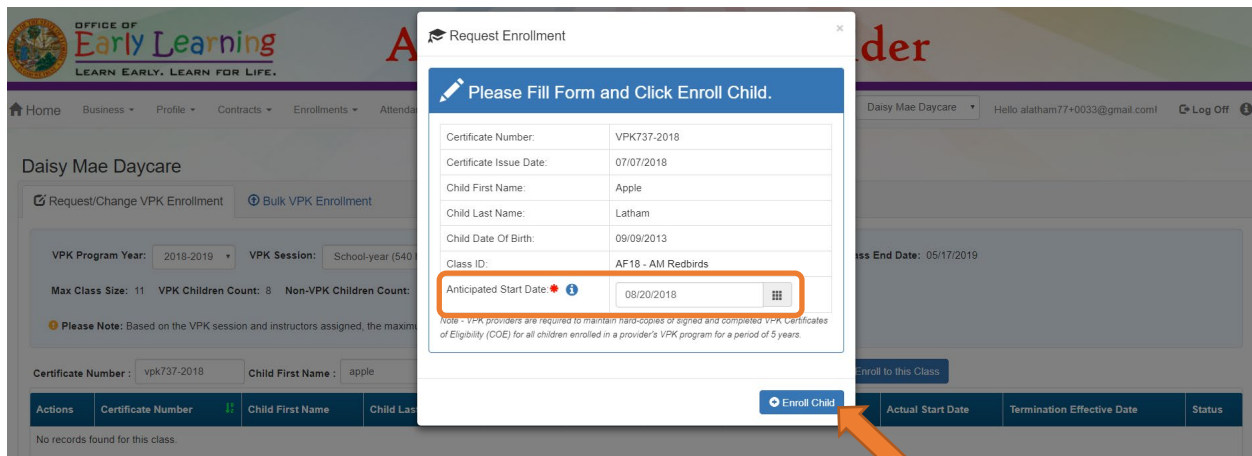 OFFICE OF
Early Learning
LEARN EARLY. LEARN FOR LIFE.
A
der
Home Business Profile Contracts Enrollments Attenda
Daisy Mae Daycare Hello alatham77+0033@gmail.com! Log Off
Daisy Mae Daycare
Request/Change VPK Enrollment Bulk VPK Enrollment
VPK Program Year: 2018-2019 VPK Session: School-year (540
ass End Date: 05/17/2019
Max Class Size: 11 VPK Children Count: 8 Non-VPK Children Count:
Please Note: Based on the VPK session and instructors assigned, the maximu
Certificate Number : vpk737-2018 Child First Name : apple
Enroll to this Class
Actions Certificate Number Child First Name Child Las
Actual Start Date Termination Effective Date Status
No records found for this class.
Request Enrollment ×
Please Fill Form and Click Enroll Child.
Certificate Number: VPK737-2018
Certificate Issue Date: 07/07/2018
Child First Name: Apple
Child Last Name: Latham
Child Date Of Birth: 09/09/2013
Class ID: AF18 - AM Redbirds
Anticipated Start Date:* 08/20/2018
Note - VPK providers are required to maintain hard-copies of signed and completed VPK Certificates
of Eligibility (COE) for all children enrolled in a provider's VPK program for a period of 5 years.
Enroll Child